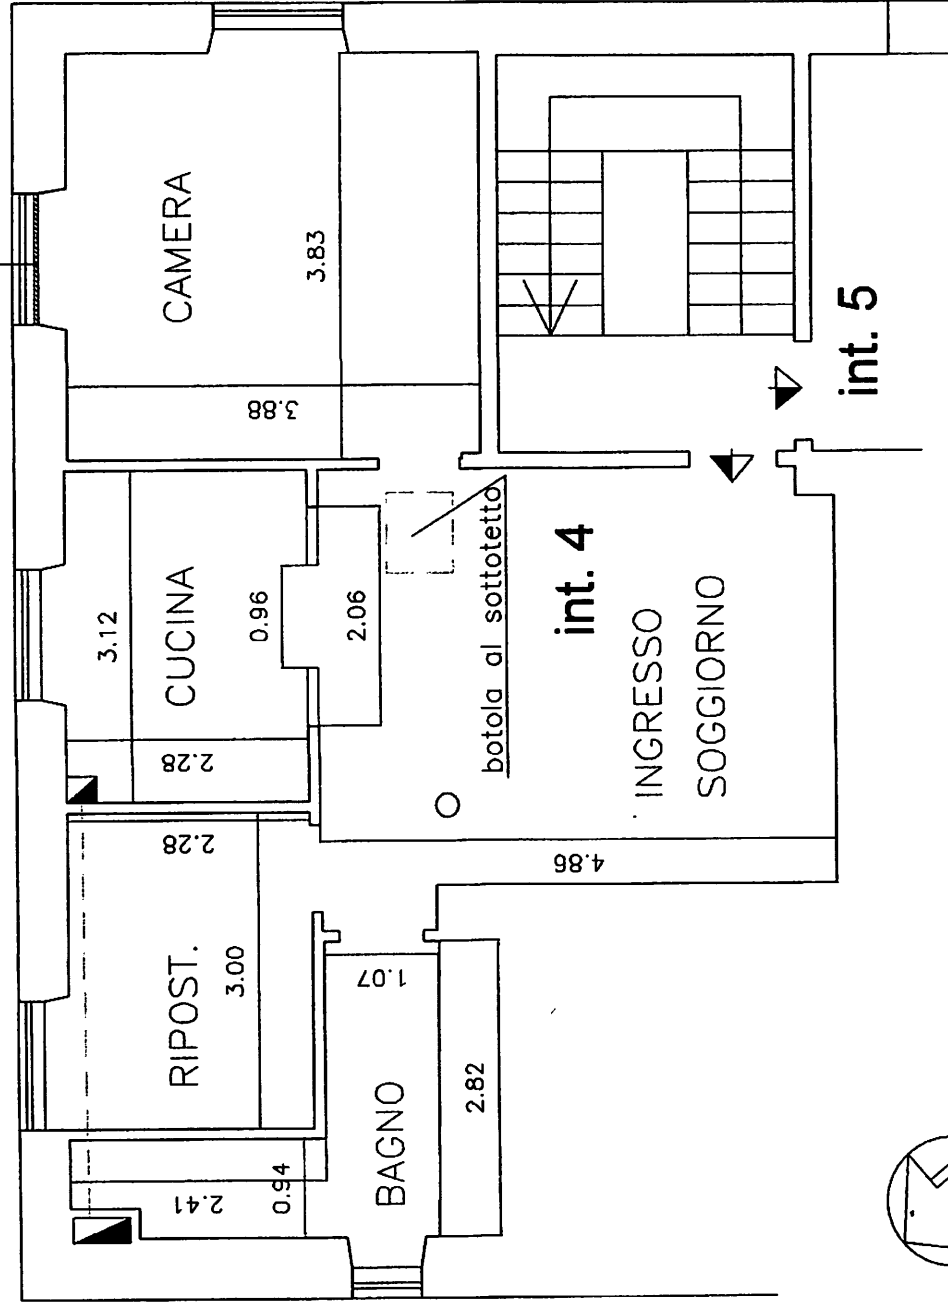 CAMERA
3.83
3.88
int. 5
3.12
CUCINA
0.96
2.06
2.28
botola al sottotetto
int. 4
INGRESSO
SOGGIORNO
2.28
RIPOST.
3.00
4.86
1.07
BAGNO
2.82
2.41
0.94